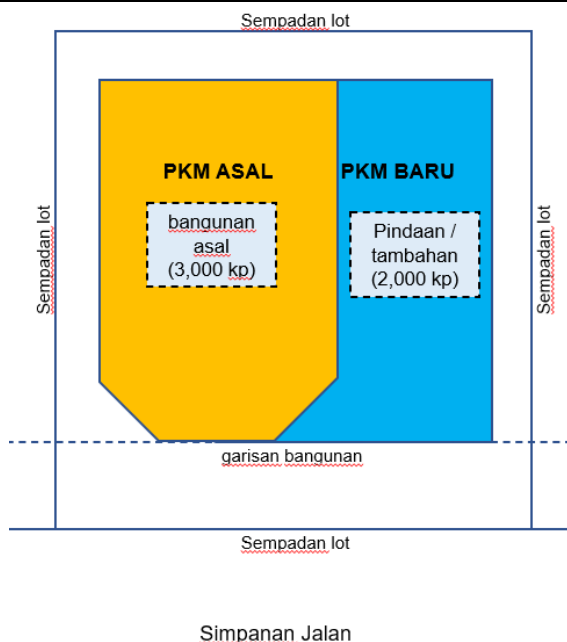 Sempadan lot
PKM ASAL
PKM BARU
bangunan
asal
(3,000 kp)
Pindaan /
tambahan
(2,000 kp)
Sempadan lot
Sempadan lot
garisan bangunan
Sempadan lot
Simpanan Jalan